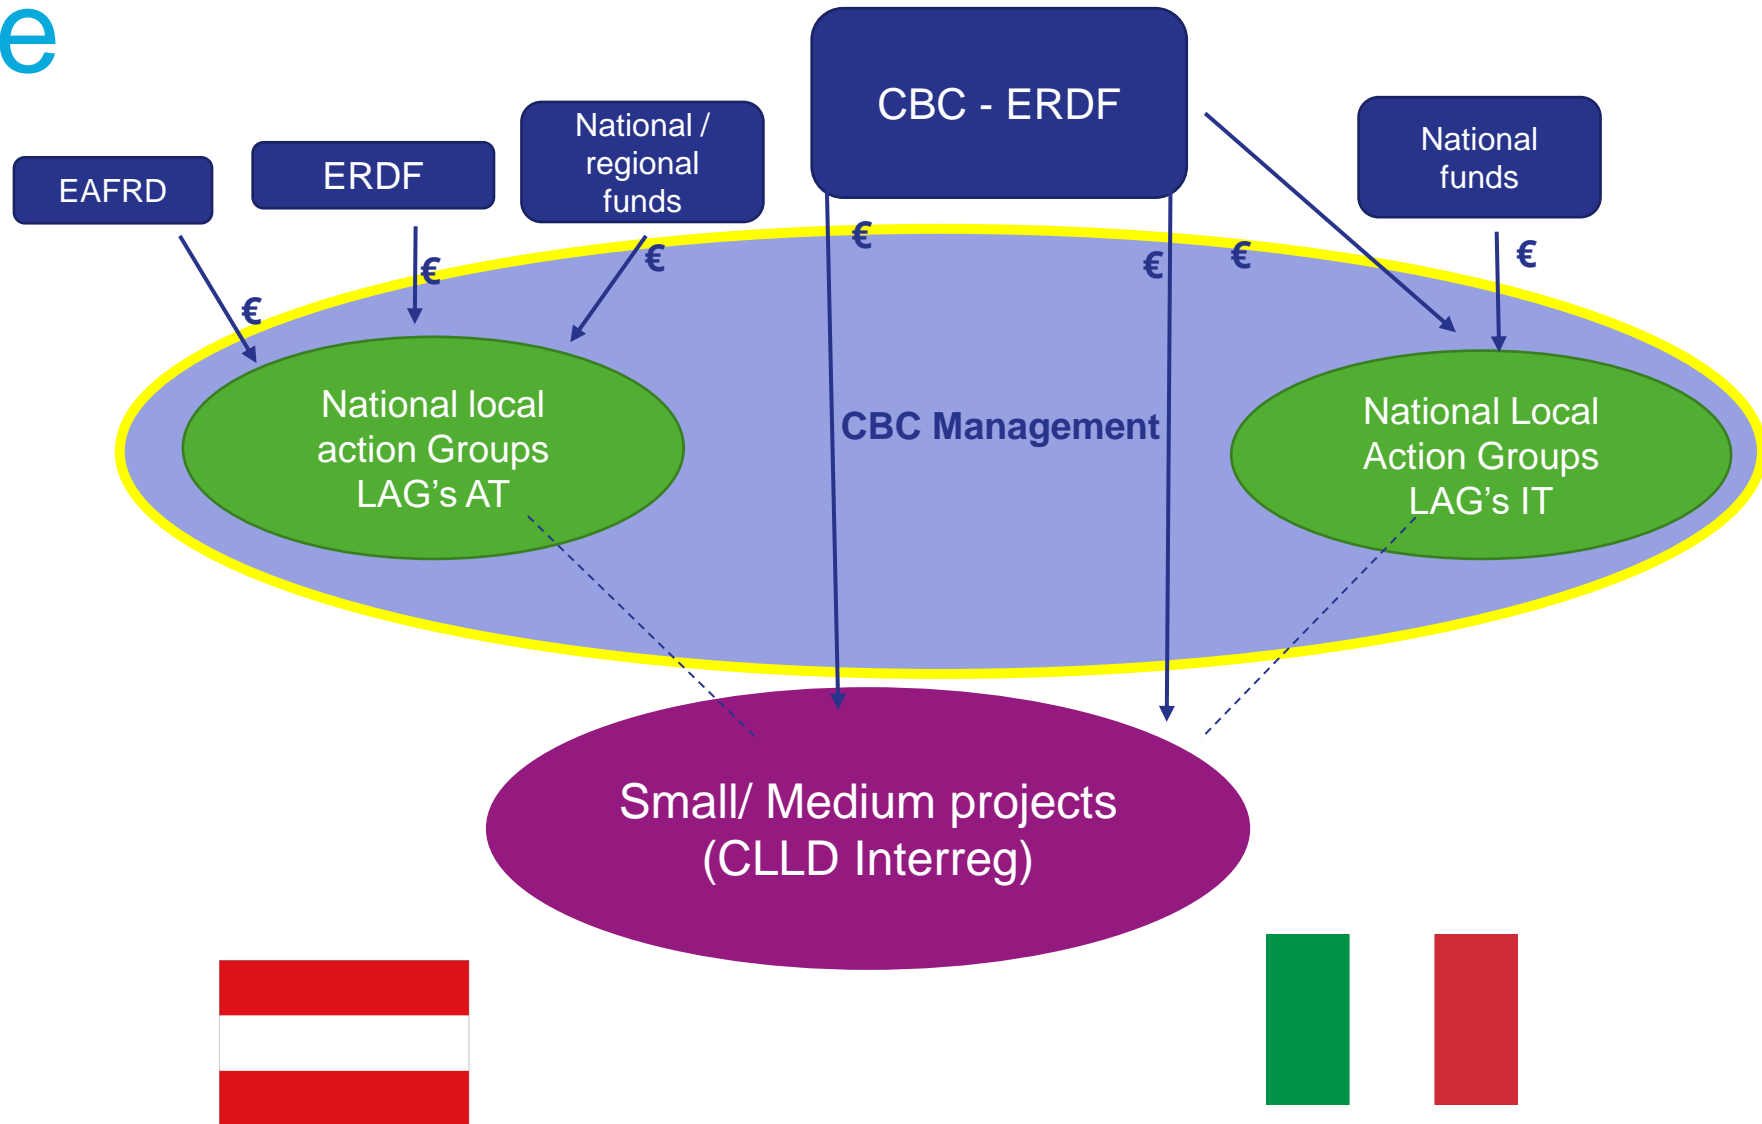 e
CBC - ERDF
National /
regional
funds
National
funds
ERDF
EAFRD
€
€
€
€
€
€
€
National local
action Groups
LAG’s AT
CBC Management
National Local
Action Groups
LAG’s IT
Small/ Medium projects
(CLLD Interreg)